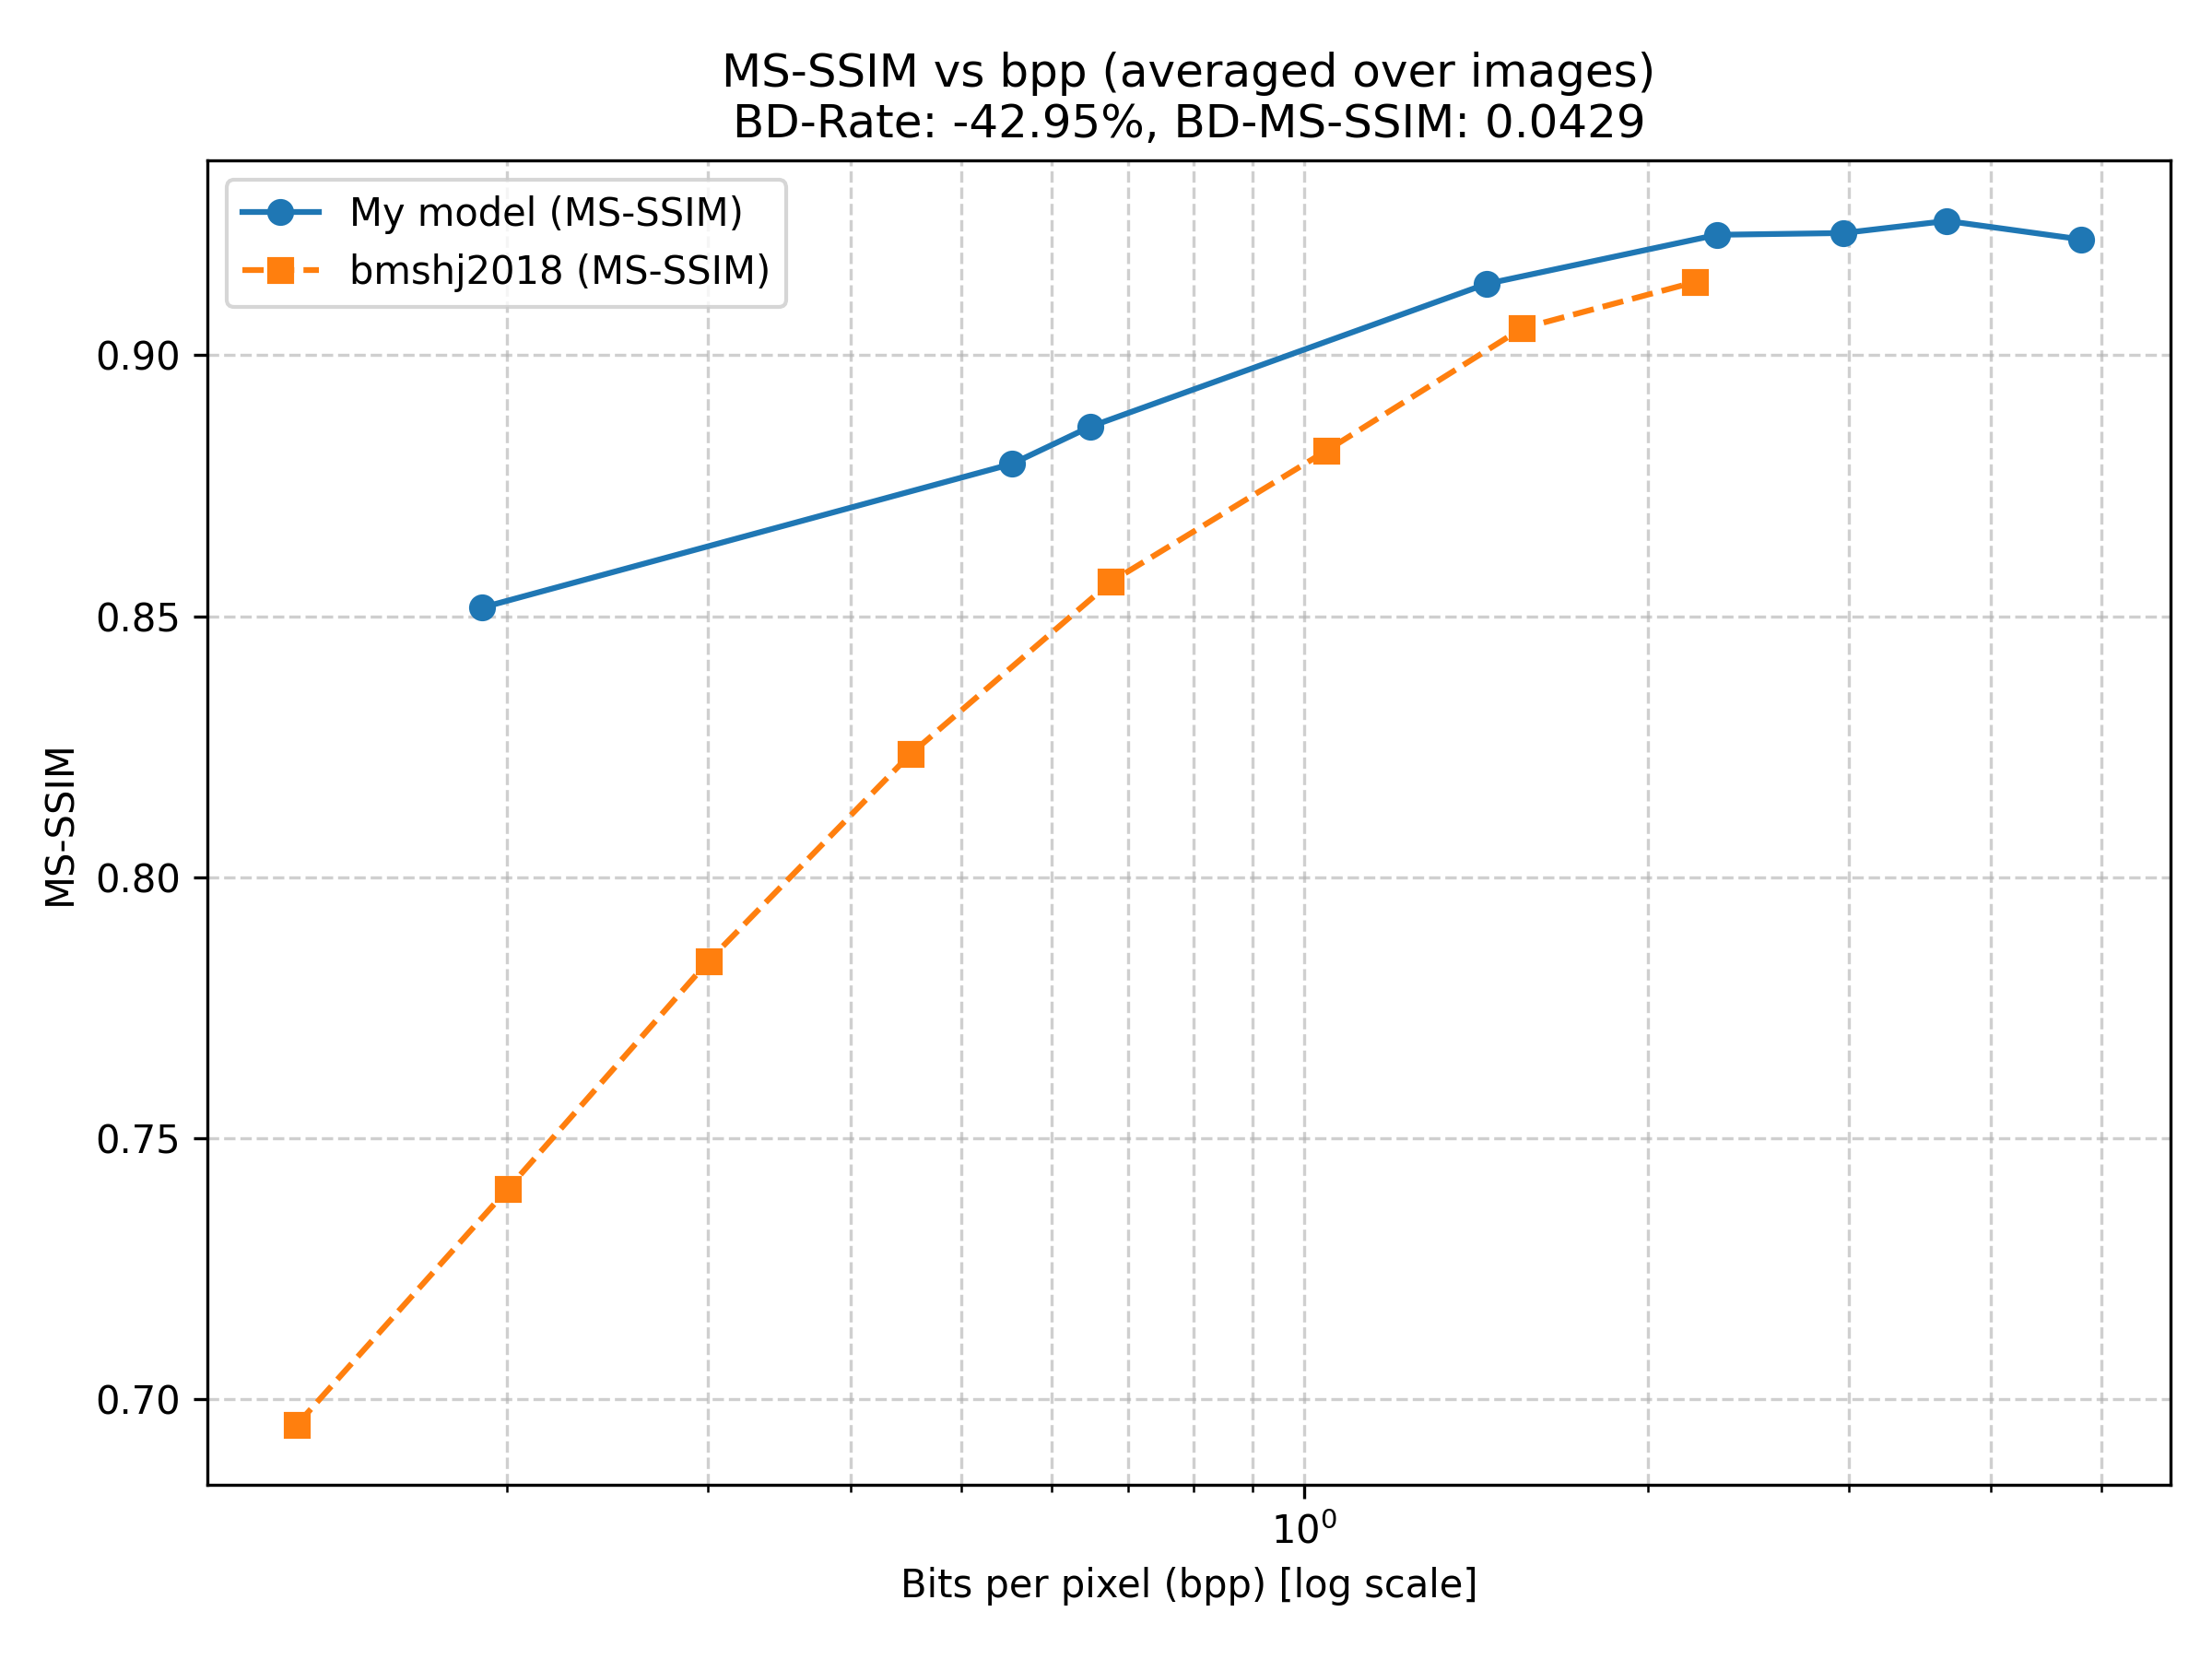 MS-SSIM vs bpp (averaged over images)
BD-Rate: -42.95%, BD-MS-SSIM: 0.0429
My model (MS-SSIM)
bmshj2018 (MS-SSIM)
0.90
0.85
0.80
0.75
0.70
MS-SSIM
10⁰
Bits per pixel (bpp) [log scale]